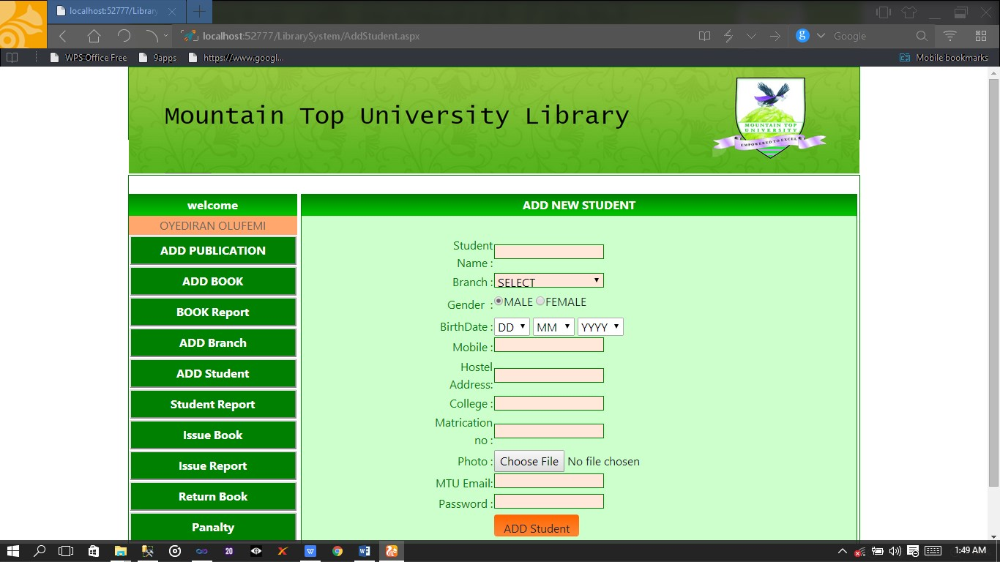 localhost:52777/Library
localhost:52777/LibrarySystem/AddStudent.aspx
g
Google
WPS Office Free
9apps
https://www.googl...
Mobile bookmarks
Mountain Top University Library
MOUNTAIN TOP
UNIVERSITY
EMPOWERED TO EXCEL
welcome
OYEDIRAN OLUFEMI
ADD PUBLICATION
ADD BOOK
BOOK Report
ADD Branch
ADD Student
Student Report
Issue Book
Issue Report
Return Book
Panalty
ADD NEW STUDENT
Student
Name :
Branch : SELECT
Gender : MALE FEMALE
BirthDate : DD MM YYYY
Mobile :
Hostel
Address:
College :
Matrication
no :
Photo : Choose File No file chosen
MTU Email:
Password :
ADD Student
20
W
W
1:49 AM